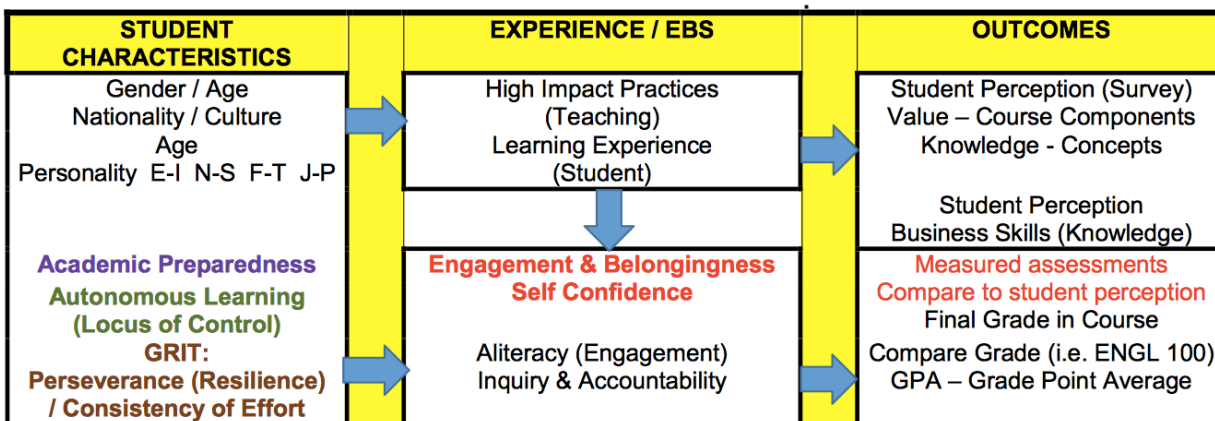 STUDENT
CHARACTERISTICS
Gender / Age
Nationality / Culture
Age
Personality E-I N-S F-T J-P
Academic Preparedness
Autonomous Learning
(Locus of Control)
GRIT:
Perseverance (Resilience)
/ Consistency of Effort
EXPERIENCE / EBS
High Impact Practices
(Teaching)
Learning Experience
(Student)
Engagement & Belongingness
Self Confidence
Aliteracy (Engagement)
Inquiry & Accountability
OUTCOMES
Student Perception (Survey)
Value – Course Components
Knowledge - Concepts
Student Perception
Business Skills (Knowledge)
Measured assessments
Compare to student perception
Final Grade in Course
Compare Grade (i.e. ENGL 100)
GPA – Grade Point Average